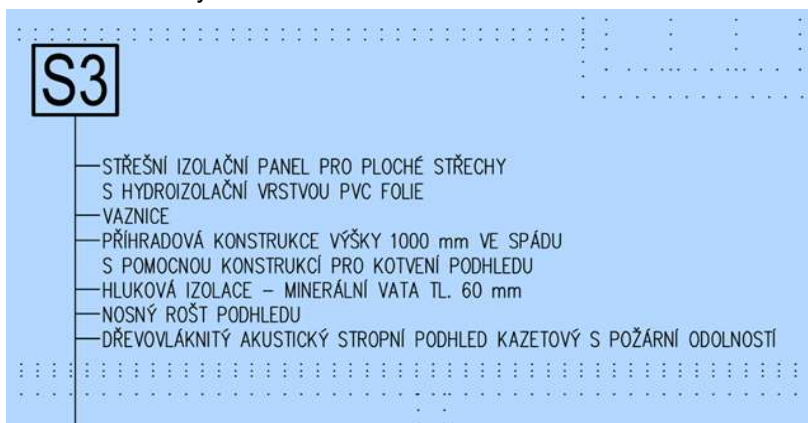 S3
STŘEŠNÍ IZOLAČNÍ PANEL PRO PLOCHÉ STŘECHY
S HYDROIZOLAČNÍ VRSTVOU PVC FOLIE
VAZNICE
PŘÍHRADOVÁ KONSTRUKCE VÝŠKY 1000 mm VE SPÁDU
S POMOCNOU KONSTRUKCÍ PRO KOTVENÍ PODHLEDU
HLUKOVÁ IZOLACE – MINERÁLNÍ VATA TL. 60 mm
NOSNÝ ROŠT PODHLEDU
DŘEVOVLÁKNITÝ AKUSTICKÝ STROPNÍ PODHLED KAZETOVÝ S POŽÁRNÍ ODOLNOSTÍ